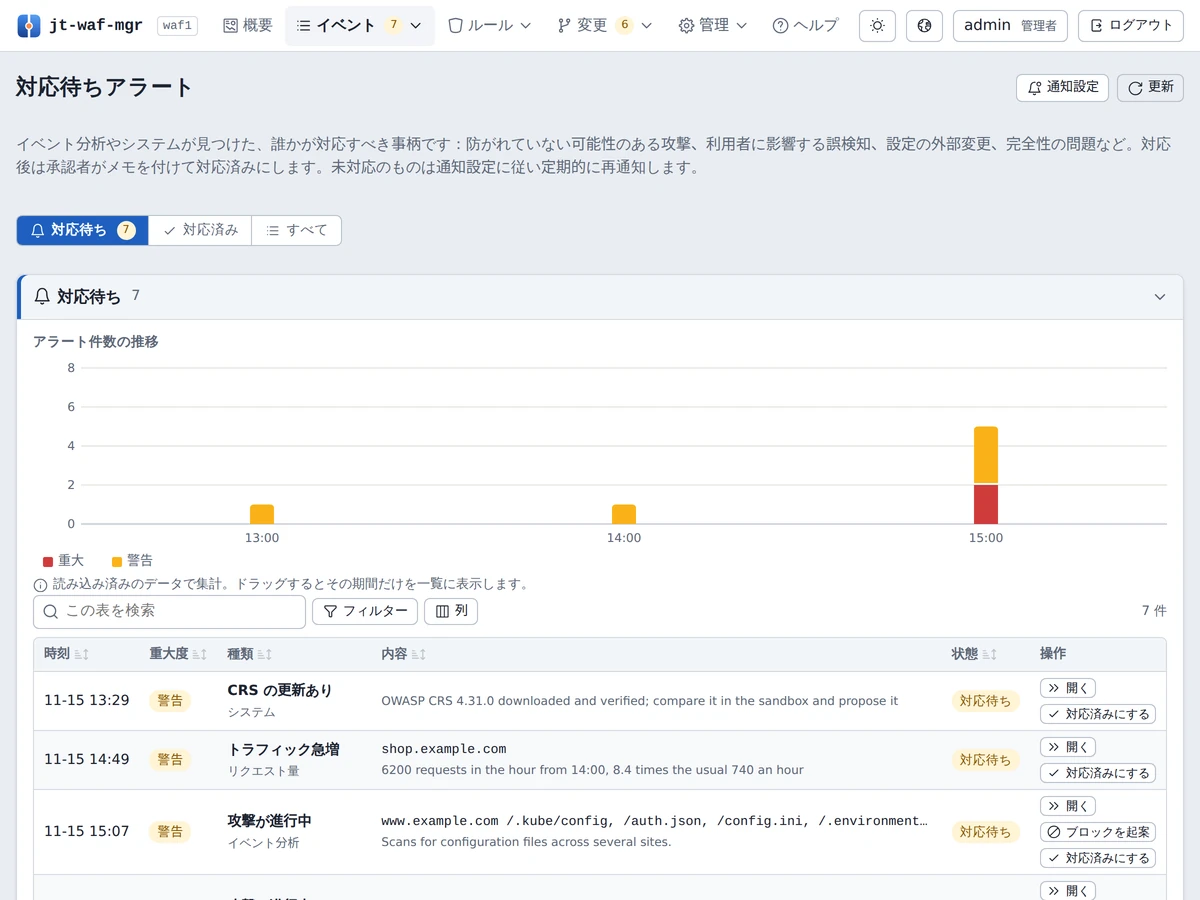 jt-waf-mgr waf1 概要 イベント 7 ルール 変更 6 管理 ヘルプ admin 管理者 ログアウト
対応待ちアラート
通知設定 更新
イベント分析やシステムが見つけた、誰かが対応すべき事柄です：防がれていない可能性のある攻撃、利用者に影響する誤検知、設定の外部変更、完全性の問題など。対応
後は承認者がメモを付けて対応済みにします。未対応のものは通知設定に従い定期的に再通知します。
対応待ち 7 対応済み すべて
対応待ち 7
アラート件数の推移
8
6
4
2
0
13:00 14:00 15:00
重大 警告
読み込み済みのデータで集計。ドラッグするとその期間だけを一覧に表示します。
この表を検索 フィルター 列 7 件
時刻 重大度 種類 内容 状態 操作
11-15 13:29 警告 CRS の更新あり システム OWASP CRS 4.31.0 downloaded and verified; compare it in the sandbox and propose it 対応待ち 開く
対応済みにする
11-15 14:49 警告 トラフィック急増 リクエスト量 shop.example.com
6200 requests in the hour from 14:00, 8.4 times the usual 740 an hour 対応待ち 開く
対応済みにする
11-15 15:07 警告 攻撃が進行中 イベント分析 www.example.com /.kube/config, /auth.json, /config.ini, /.environment…
Scans for configuration files across several sites. 対応待ち 開く
ブロックを起案
対応済みにする
開く